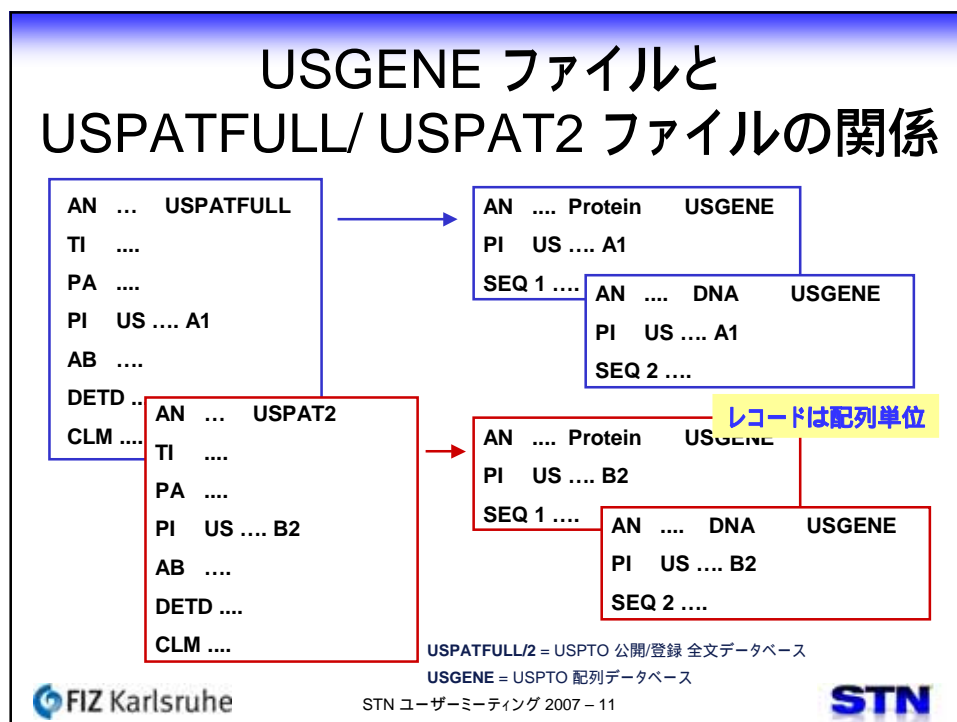 USGENE ファイルと
USPATFULL/ USPAT2 ファイルの関係
AN … USPATFULL
TI ....
PA ....
PI US …. A1
AB ….
DETD ..
CLM ....
AN … USPAT2
TI ....
PA ....
PI US …. B2
AB ….
DETD ....
CLM ....
AN .... Protein USGENE
PI US …. A1
SEQ 1 ….
AN .... DNA USGENE
PI US …. A1
SEQ 2 ….
レコードは配列単位
AN .... Protein USGENE
PI US …. B2
SEQ 1 ….
AN .... DNA USGENE
PI US …. B2
SEQ 2 ….
USPATFULL/2 = USPTO 公開/登録 全文データベース
USGENE = USPTO 配列データベース
FIZ Karlsruhe
STN ユーザーミーティング 2007 – 11
STN